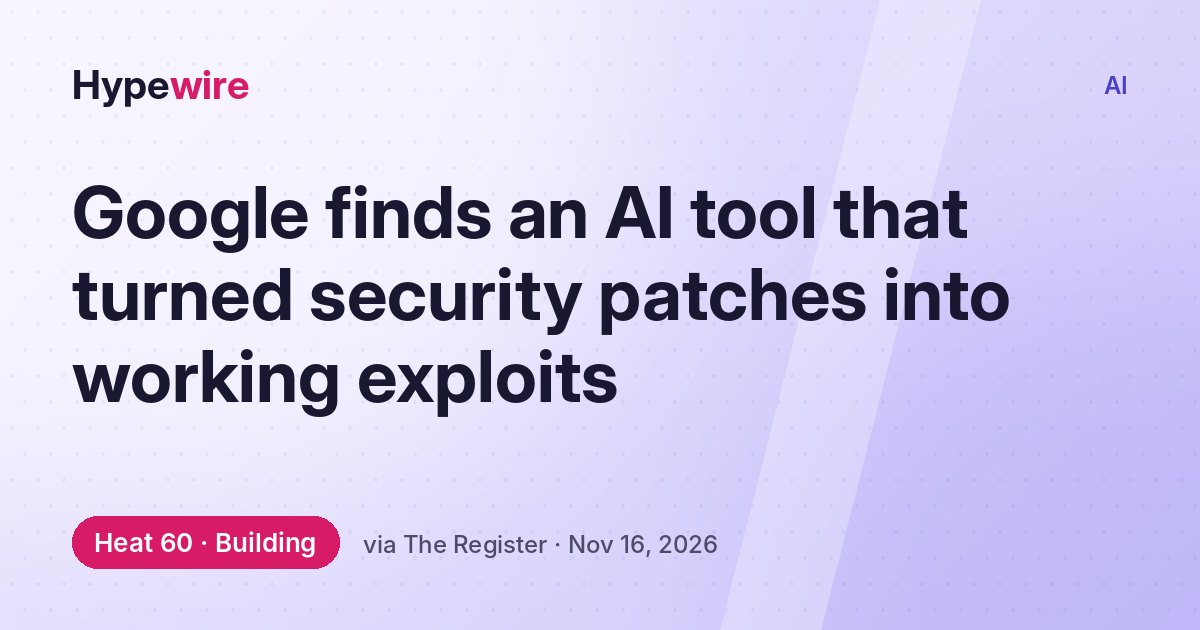 Hypewire
AI
Google finds an AI tool that
turned security patches into
working exploits
Heat 60 · Building
via The Register · Nov 16, 2026